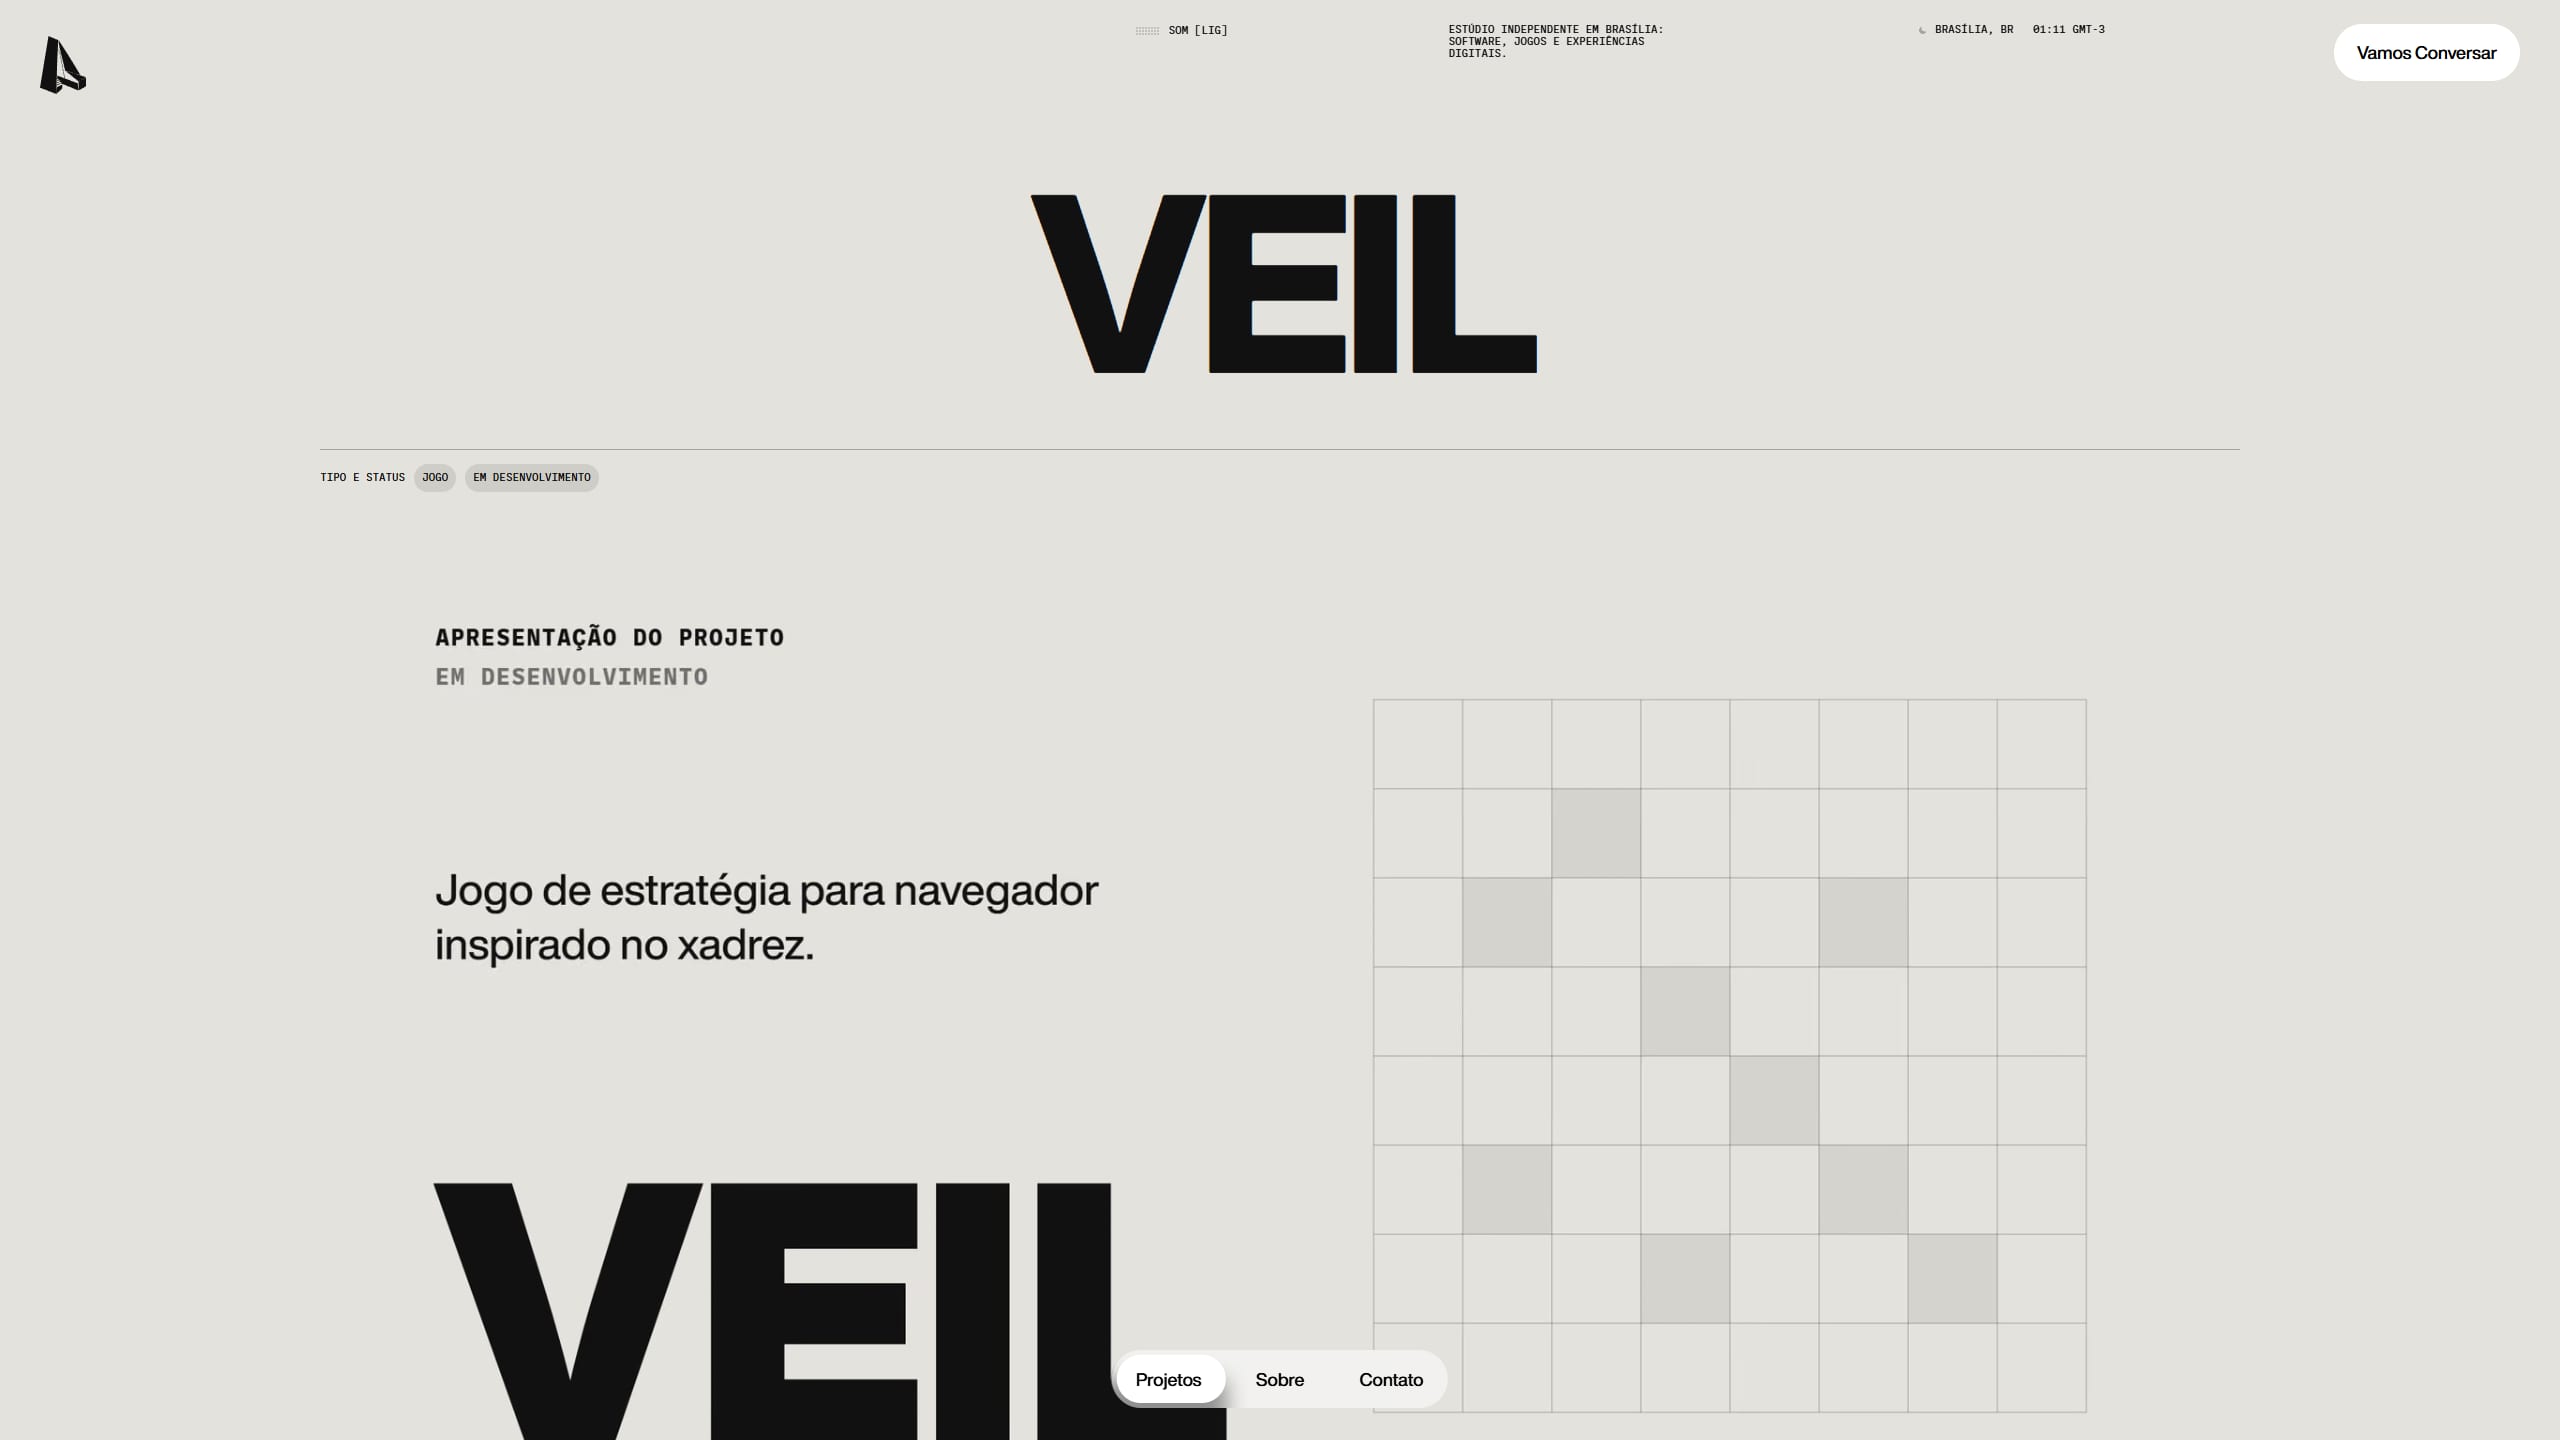 SOM [LIG]
ESTÚDIO INDEPENDENTE EM BRASÍLIA:
SOFTWARE, JOGOS E EXPERIÊNCIAS
DIGITAIS.
BRASÍLIA, BR 01:11 GMT-3
Vamos Conversar
VEIL
TIPO E STATUS JOGO EM DESENVOLVIMENTO
APRESENTAÇÃO DO PROJETO
EM DESENVOLVIMENTO
Jogo de estratégia para navegador
inspirado no xadrez.
VEIL
Projetos Sobre Contato